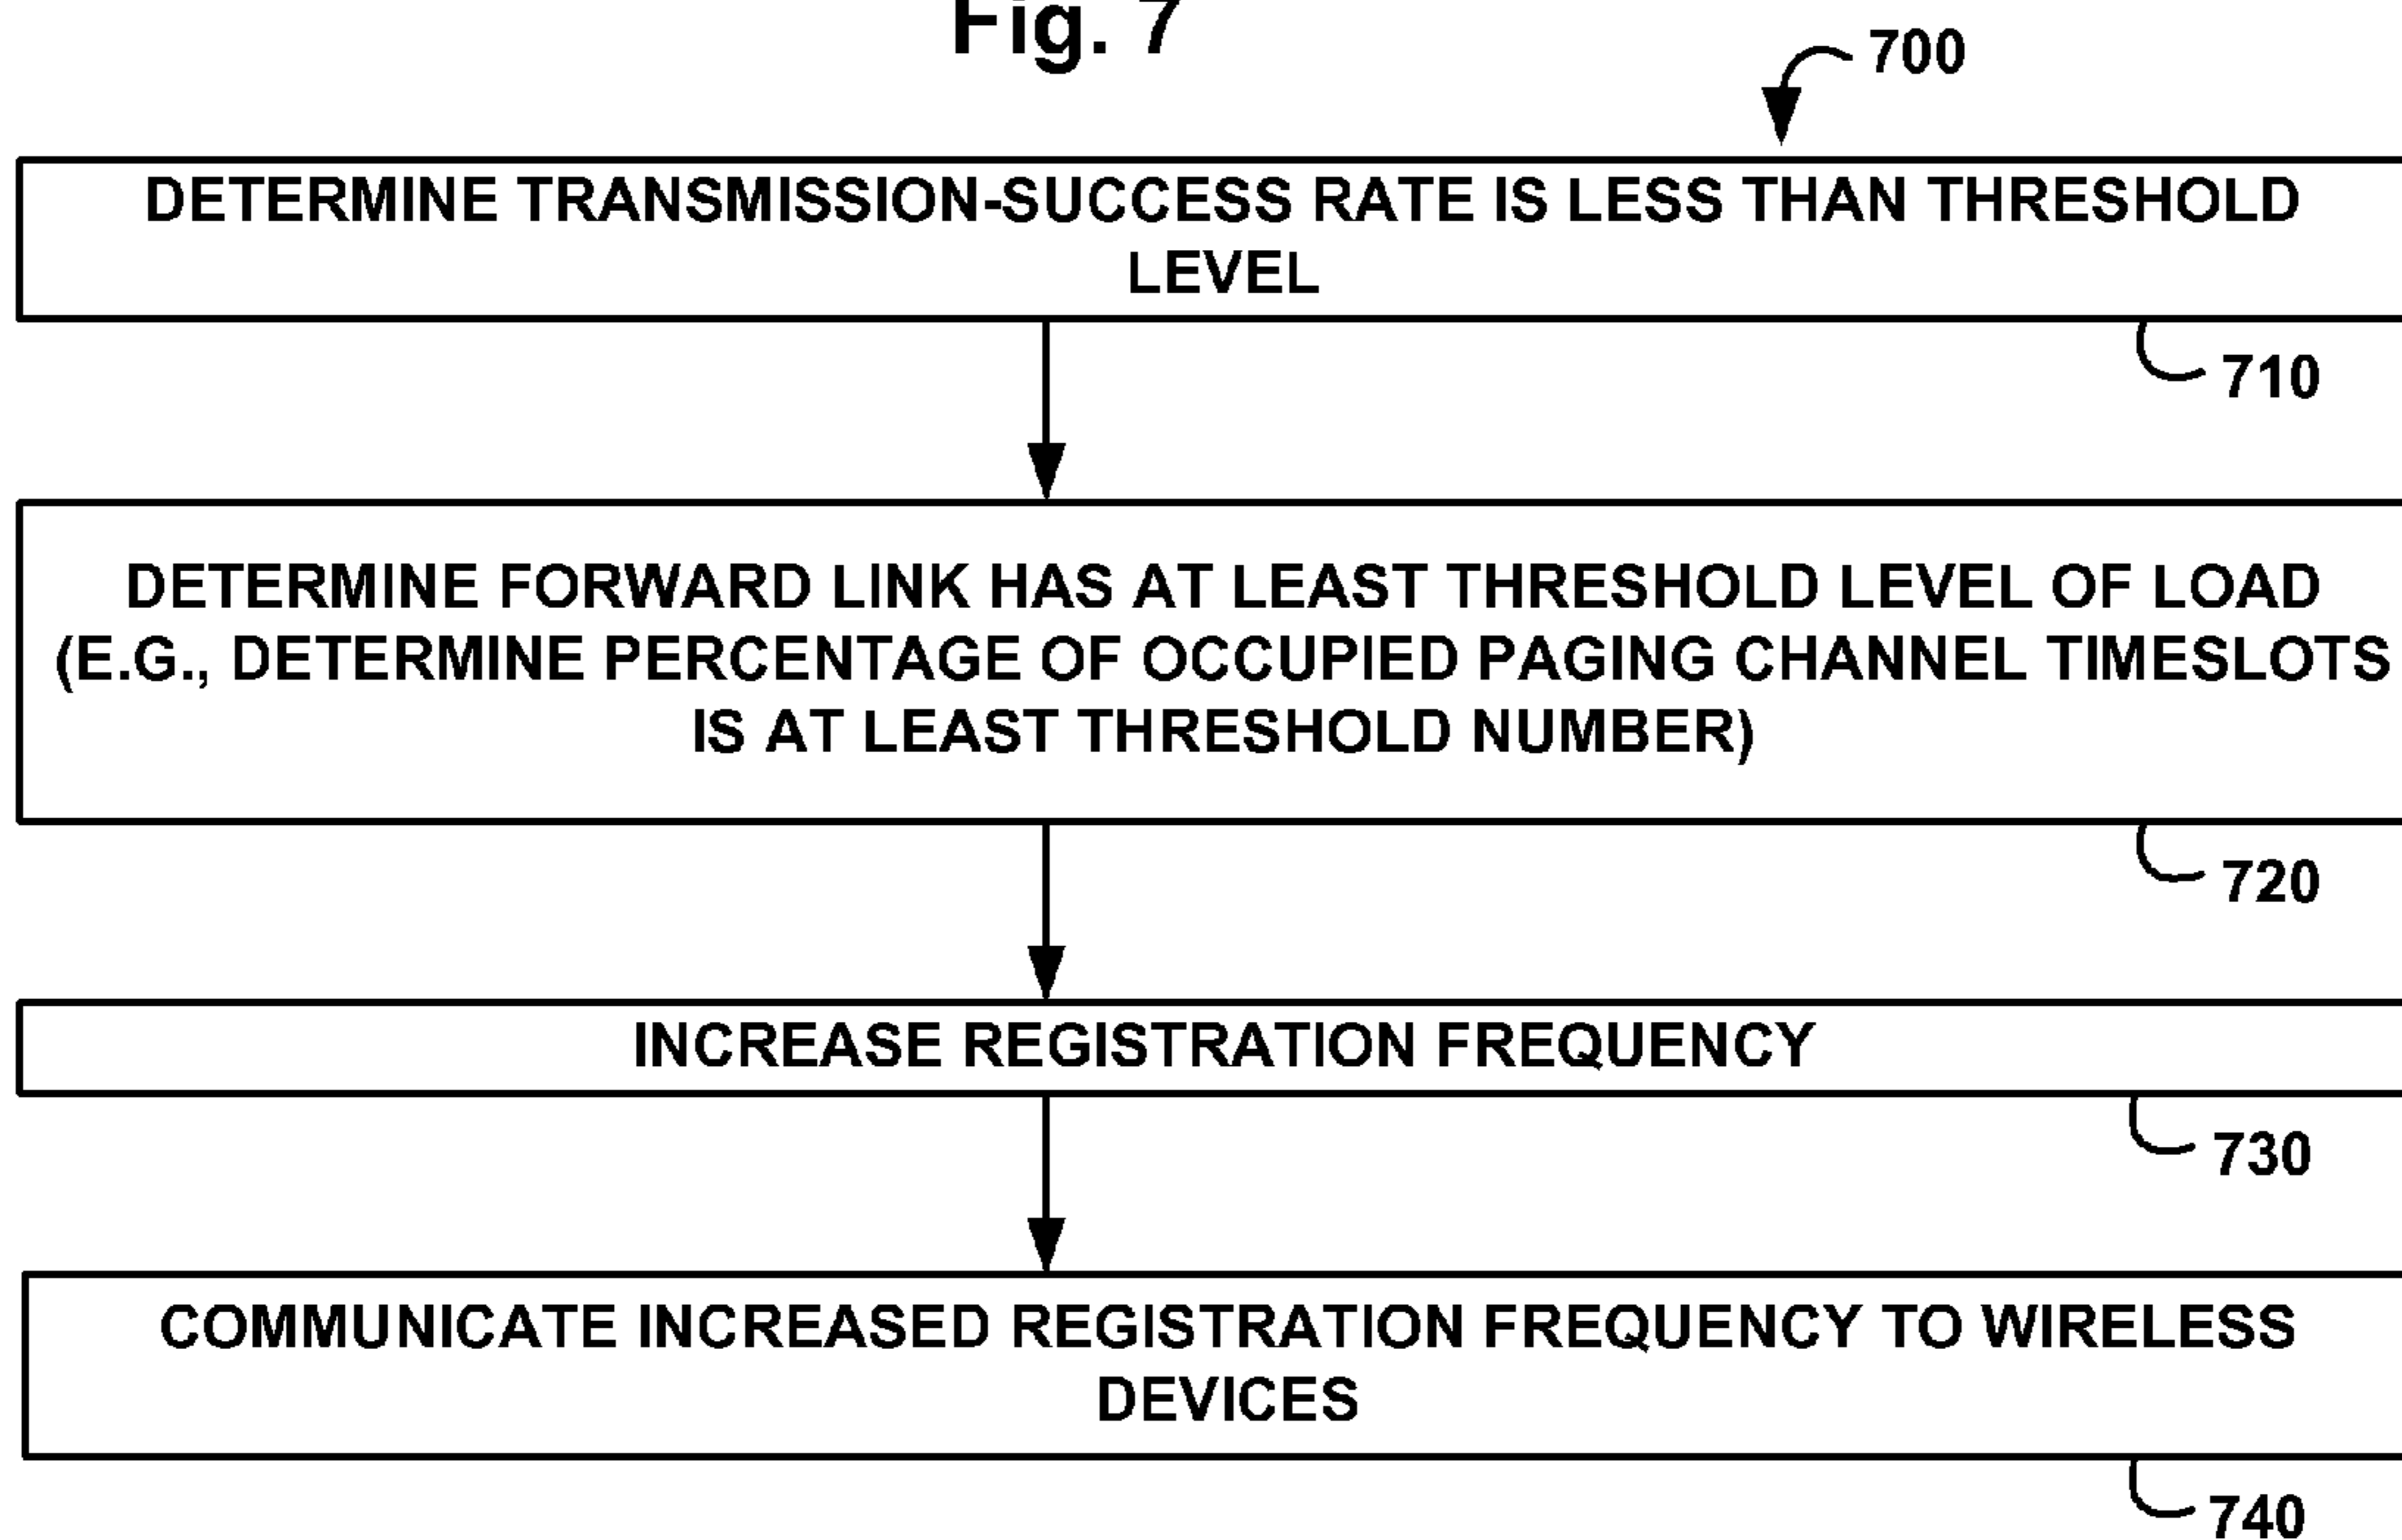 Fig. 7
700
DETERMINE TRANSMISSION-SUCCESS RATE IS LESS THAN THRESHOLD
LEVEL
710
DETERMINE FORWARD LINK HAS AT LEAST THRESHOLD LEVEL OF LOAD
(E.G., DETERMINE PERCENTAGE OF OCCUPIED PAGING CHANNEL TIMESLOTS
IS AT LEAST THRESHOLD NUMBER)
720
INCREASE REGISTRATION FREQUENCY
730
COMMUNICATE INCREASED REGISTRATION FREQUENCY TO WIRELESS
DEVICES
740